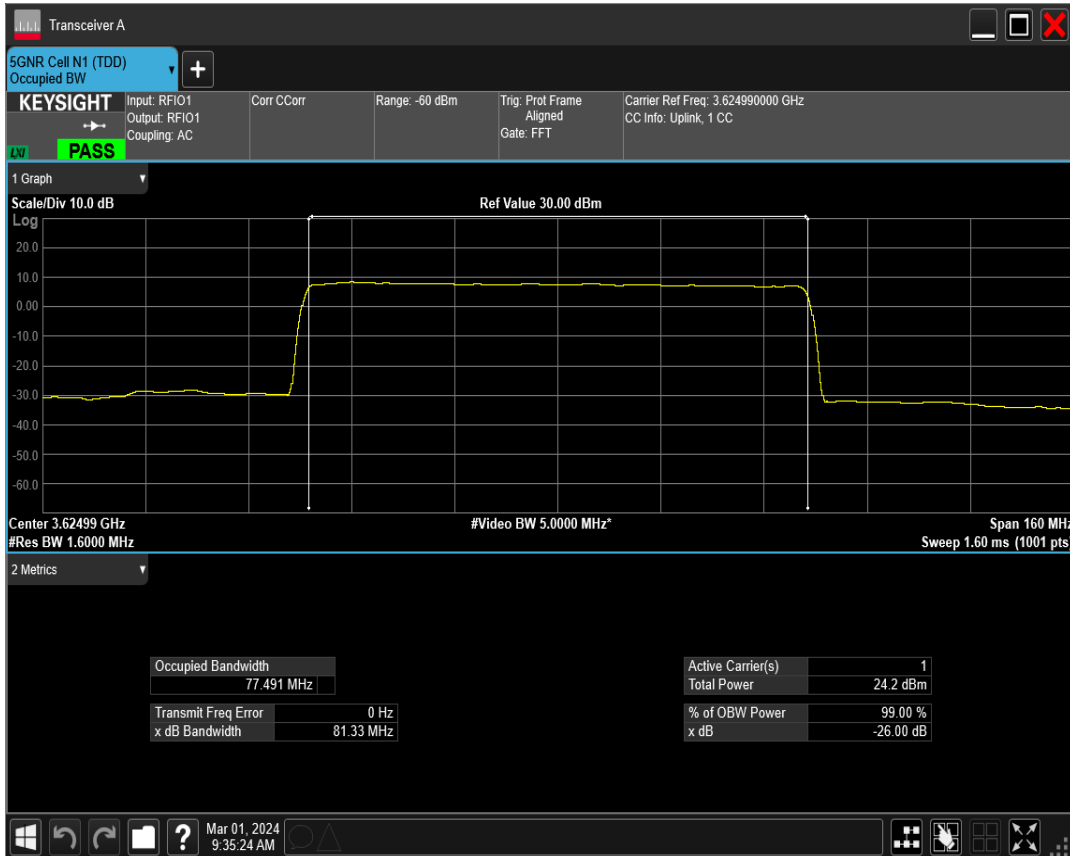 Transceiver A
5GNR Cell N1 (TDD)
Occupied BW
+
KEYSIGHT
LXI
PASS
Input: RFIO1
Output: RFIO1
Coupling: AC
Corr CCorr
Range: -60 dBm
Trig: Prot Frame
Aligned
Gate: FFT
Carrier Ref Freq: 3.624990000 GHz
CC Info: Uplink, 1 CC
1 Graph
Scale/Div 10.0 dB
Ref Value 30.00 dBm
Log
20.0
10.0
0.00
-10.0
-20.0
-30.0
-40.0
-50.0
-60.0
Center 3.62499 GHz
#Video BW 5.0000 MHz*
Span 160 MHz
#Res BW 1.6000 MHz
Sweep 1.60 ms (1001 pts)
2 Metrics
Occupied Bandwidth
77.491 MHz
Transmit Freq Error 0 Hz
x dB Bandwidth 81.33 MHz
Active Carrier(s) 1
Total Power 24.2 dBm
% of OBW Power 99.00 %
x dB -26.00 dB
?
Mar 01, 2024
9:35:24 AM